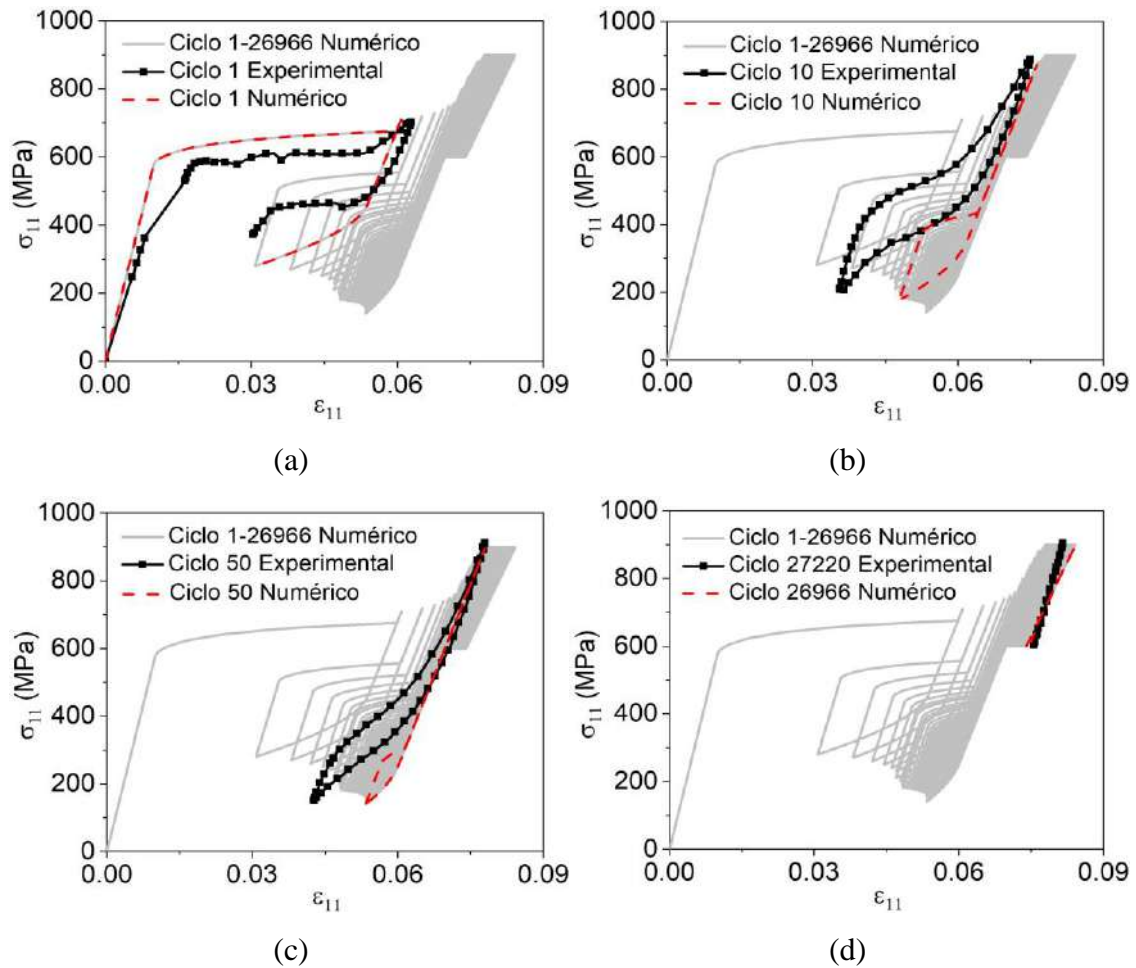 1000
800
600
400
200
0
σ11 (MPa)
Ciclo 1-26966 Numérico
Ciclo 1 Experimental
Ciclo 1 Numérico
0.00 0.03 0.06 0.09
ε11
(a)
1000
800
600
400
200
0
σ11 (MPa)
Ciclo 1-26966 Numérico
Ciclo 10 Experimental
Ciclo 10 Numérico
0.00 0.03 0.06 0.09
ε11
(b)
1000
800
600
400
200
0
σ11 (MPa)
Ciclo 1-26966 Numérico
Ciclo 50 Experimental
Ciclo 50 Numérico
0.00 0.03 0.06 0.09
ε11
(c)
1000
800
600
400
200
0
σ11 (MPa)
Ciclo 1-26966 Numérico
Ciclo 27220 Experimental
Ciclo 26966 Numérico
0.00 0.03 0.06 0.09
ε11
(d)